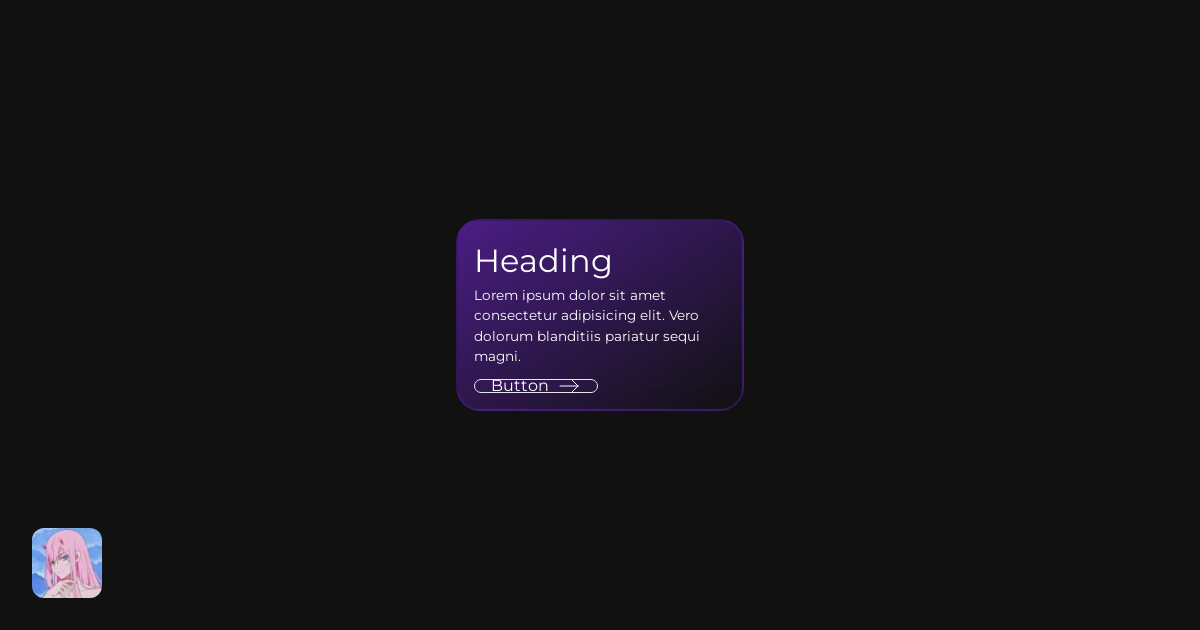 Heading
Lorem ipsum dolor sit amet
consectetur adipisicing elit. Vero
dolorum blanditiis pariatur sequi
magni.
Button